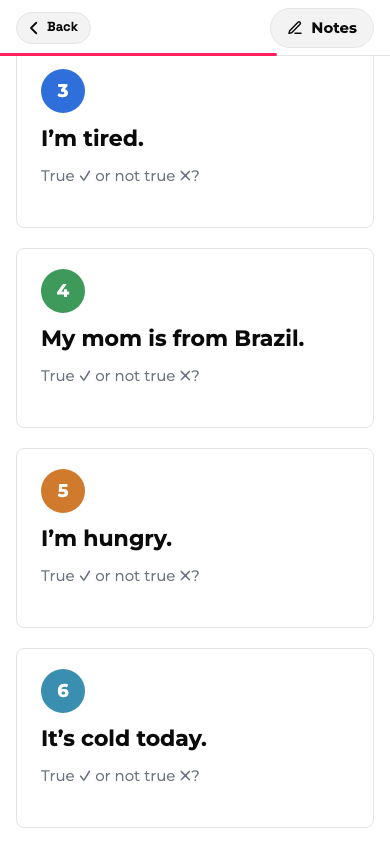 Back
Notes
3
I'm tired.
True ✓ or not true ✕?
4
My mom is from Brazil.
True ✓ or not true ✕?
5
I'm hungry.
True ✓ or not true ✕?
6
It's cold today.
True ✓ or not true ✕?